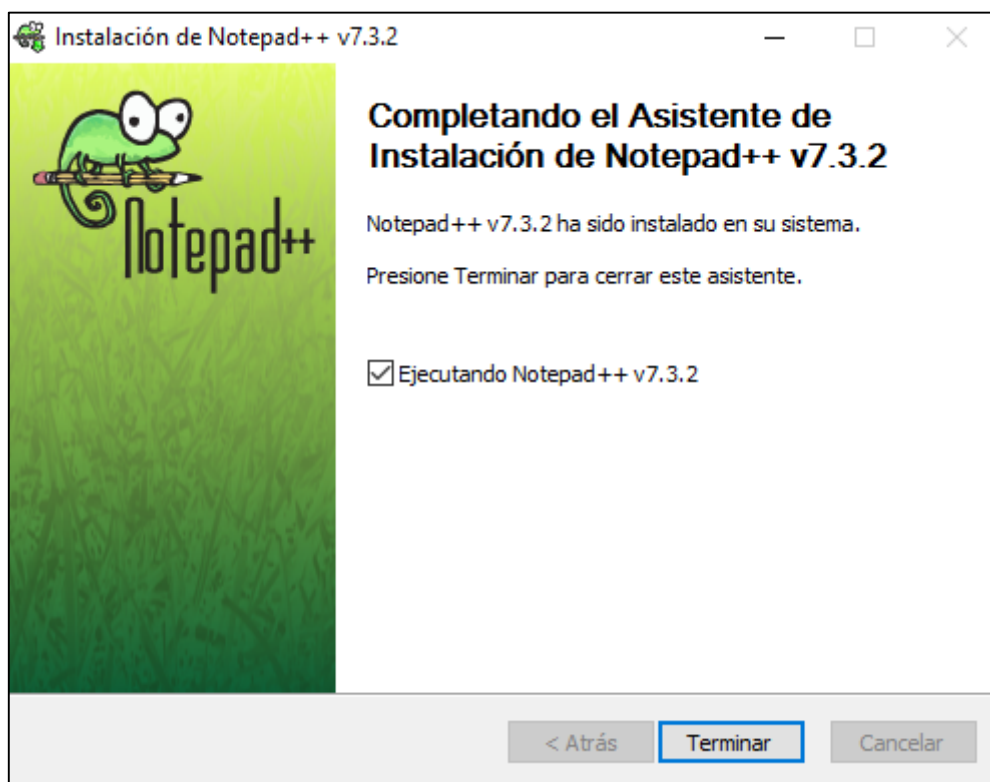 Instalación de Notepad++ v7.3.2
Notepad++
Completando el Asistente de
Instalación de Notepad++ v7.3.2
Notepad++ v7.3.2 ha sido instalado en su sistema.
Presione Terminar para cerrar este asistente.
Ejecutando Notepad++ v7.3.2
< Atrás
Terminar
Cancelar